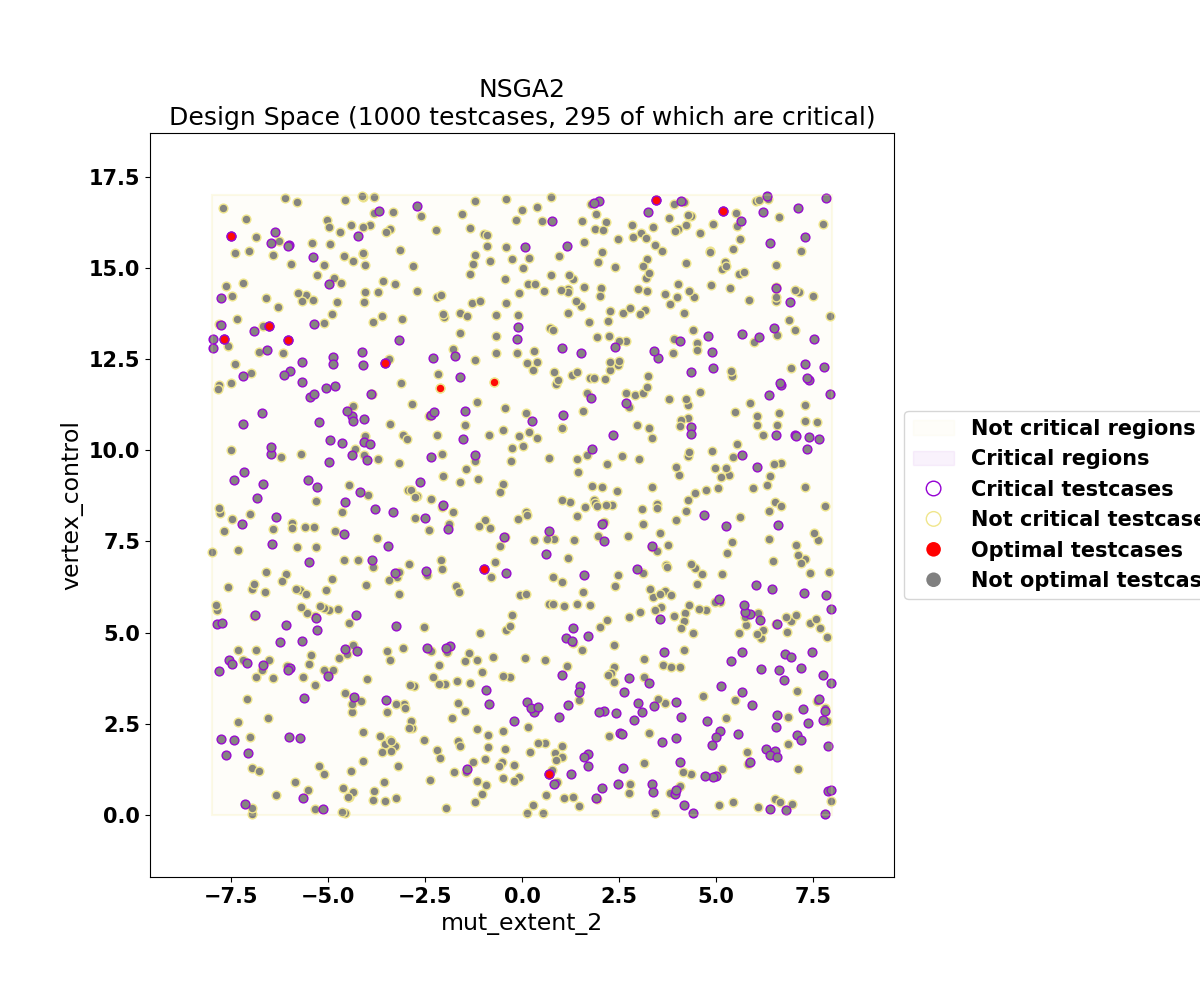 NSGA2
Design Space (1000 testcases, 295 of which are critical)
17.5
15.0
12.5
10.0
7.5
5.0
2.5
0.0
vertex_control
−7.5
−5.0
−2.5
0.0
2.5
5.0
7.5
mut_extent_2
Not critical regions
Critical regions
Critical testcases
Not critical testcase
Optimal testcases
Not optimal testcas